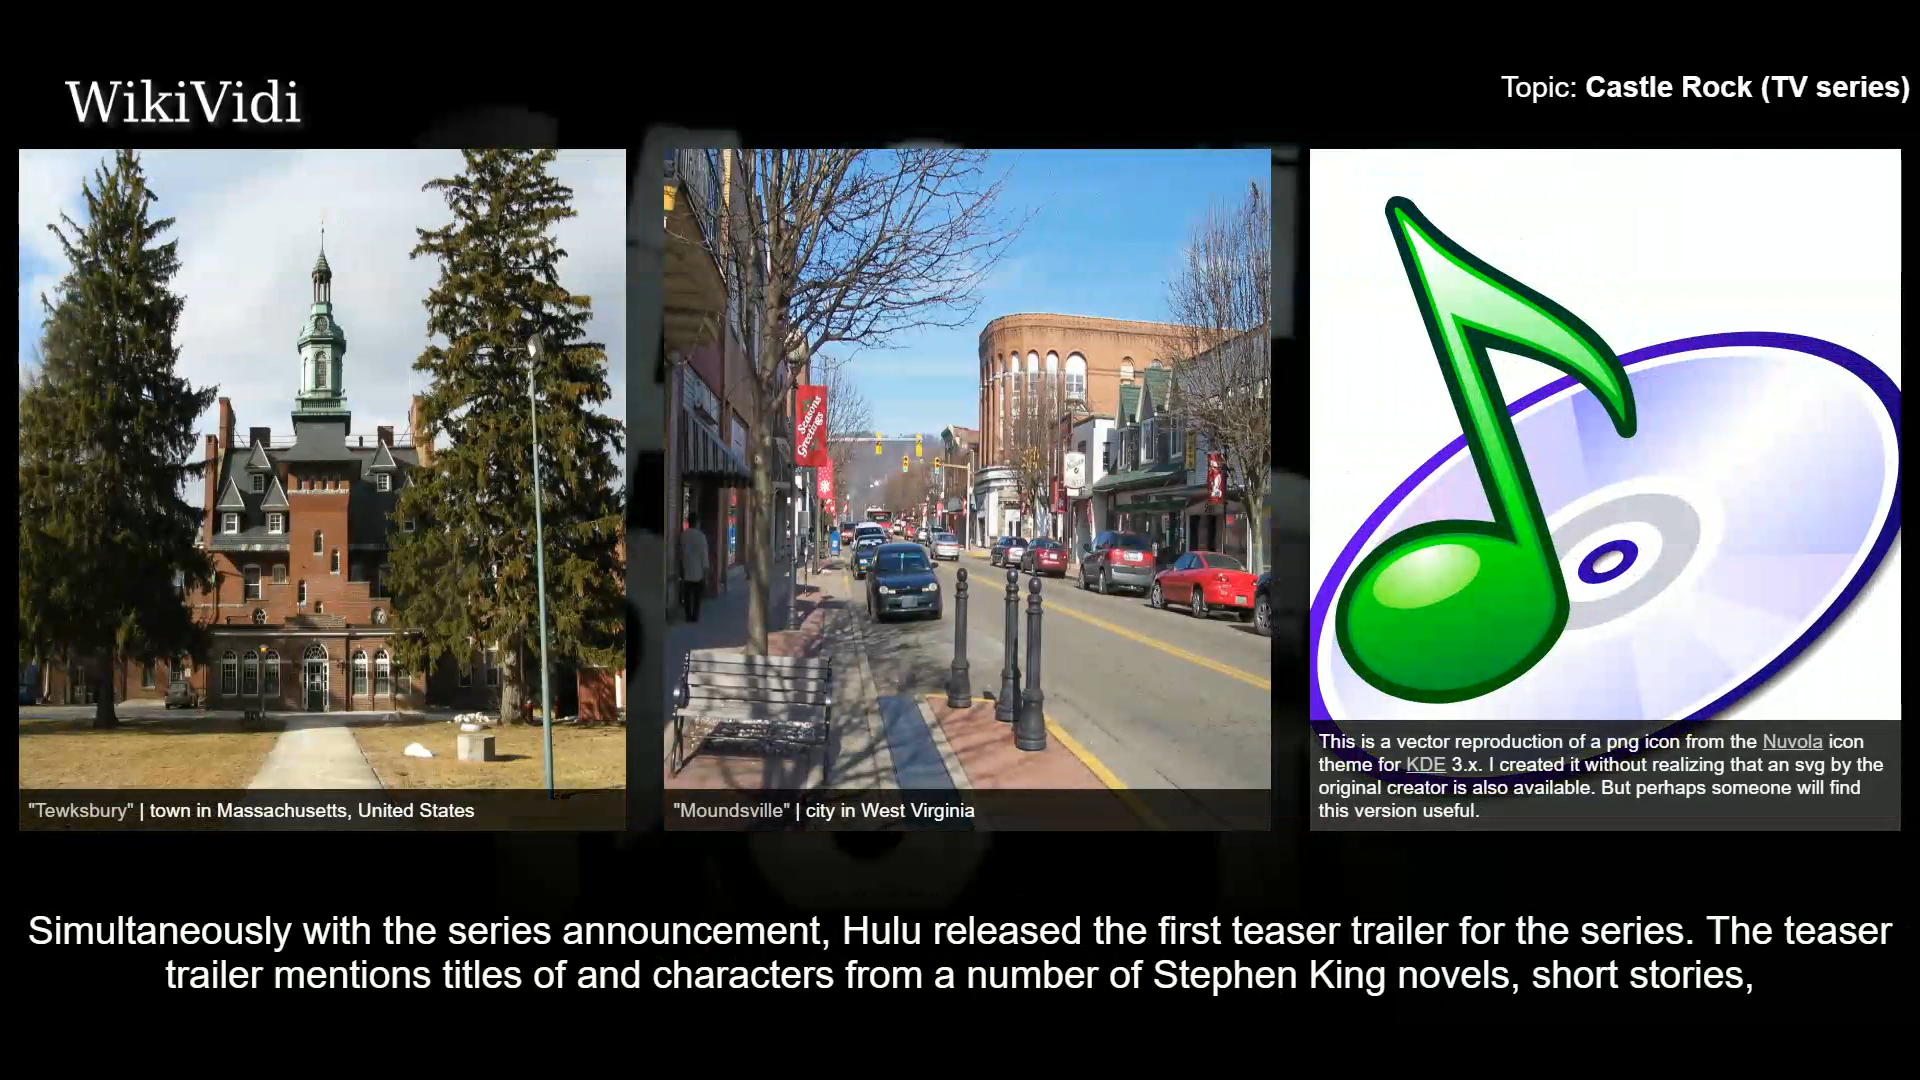 WikiVidi
Topic: Castle Rock (TV series)
Seasons
Greetings
"Tewksbury" | town in Massachusetts, United States
"Moundsville" | city in West Virginia
This is a vector reproduction of a png icon from the Nuvola icon
theme for KDE 3.x. I created it without realizing that an svg by the
original creator is also available. But perhaps someone will find
this version useful.
Simultaneously with the series announcement, Hulu released the first teaser trailer for the series. The teaser
trailer mentions titles of and characters from a number of Stephen King novels, short stories,